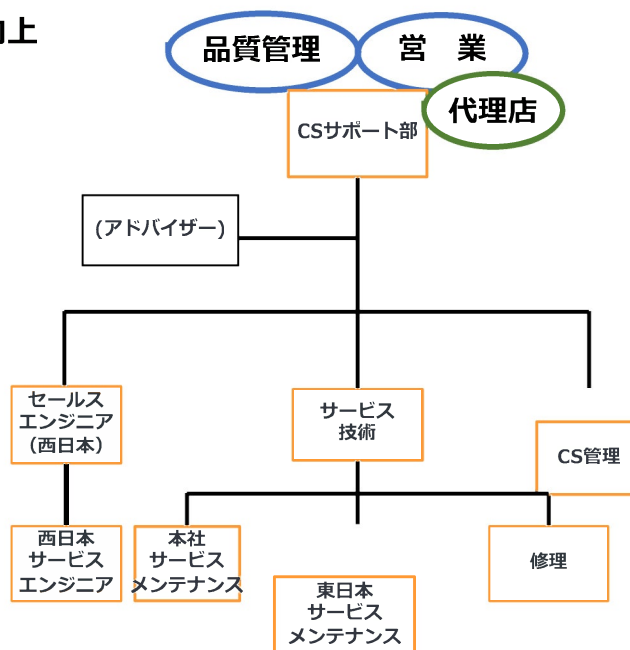 向上
品質管理
営　業
代理店
CSサポート部
(アドバイザー)
セールス
エンジニア
（西日本）
サービス
技術
CS管理
西日本
サービス
エンジニア
本社
サービス
メンテナンス
東日本
サービス
メンテナンス
修理